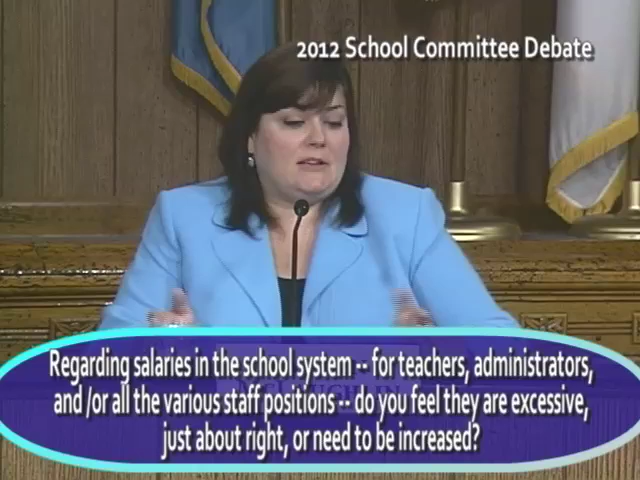 2012 School Committee Debate
Regarding salaries in the school system -- for teachers, administrators,
McLAUGHLIN
and /or all the various staff positions -- do you feel they are excessive,
just about right, or need to be increased?